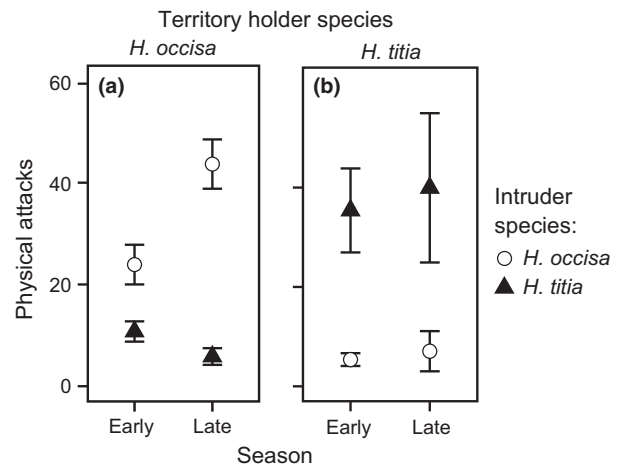 Territory holder species
H. occisa
H. titia
(a)
(b)
60
40
20
0
Physical attacks
Early
Late
Early
Late
Season
Intruder
species:
H. occisa
H. titia